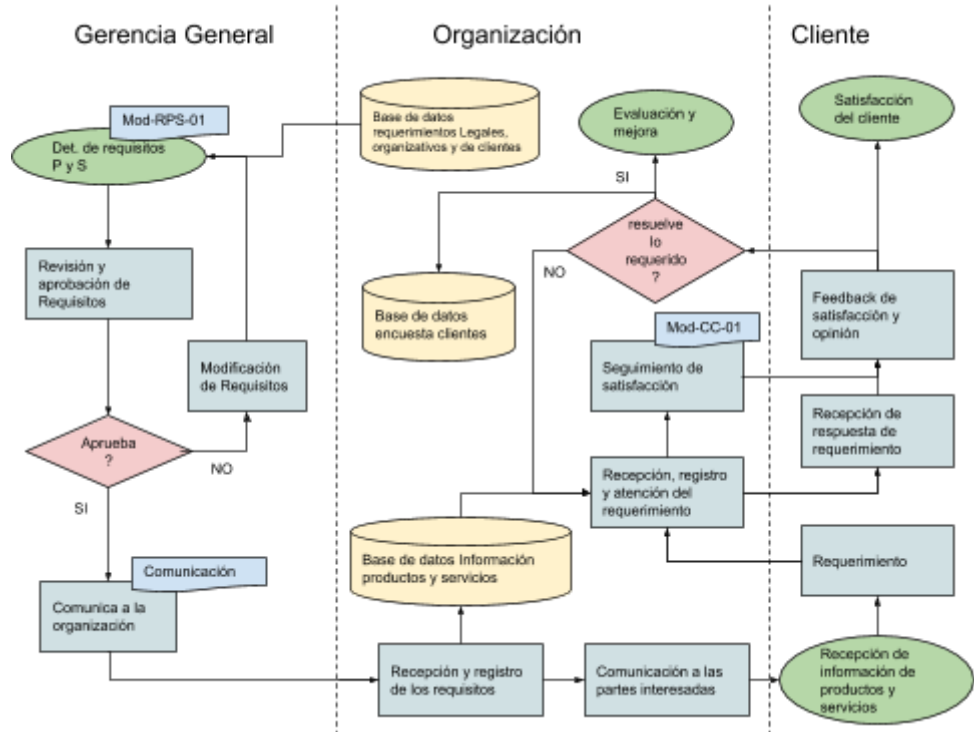 Gerencia General
Organización
Cliente
Mod-RPS-01
Det. de requisitos
P y S
Base de datos
requerimientos Legales,
organizativos y de clientes
Evaluación y
mejora
Satisfacción
del cliente
SI
resuelve
lo
requerido
?
NO
Revisión y
aprobación de
Requisitos
Base de datos
encuesta clientes
Feedback de
satisfacción y
opinión
Mod-CC-01
Modificación
de Requisitos
Seguimiento de
satisfacción
Recepción de
respuesta de
requerimiento
Aprueba
?
NO
SI
Recepción, registro
y atención del
requerimiento
Base de datos Información
productos y servicios
Requerimiento
Comunicación
Comunica a la
organización
Recepción y registro
de los requisitos
Comunicación a las
partes interesadas
Recepción de
información de
productos y
servicios